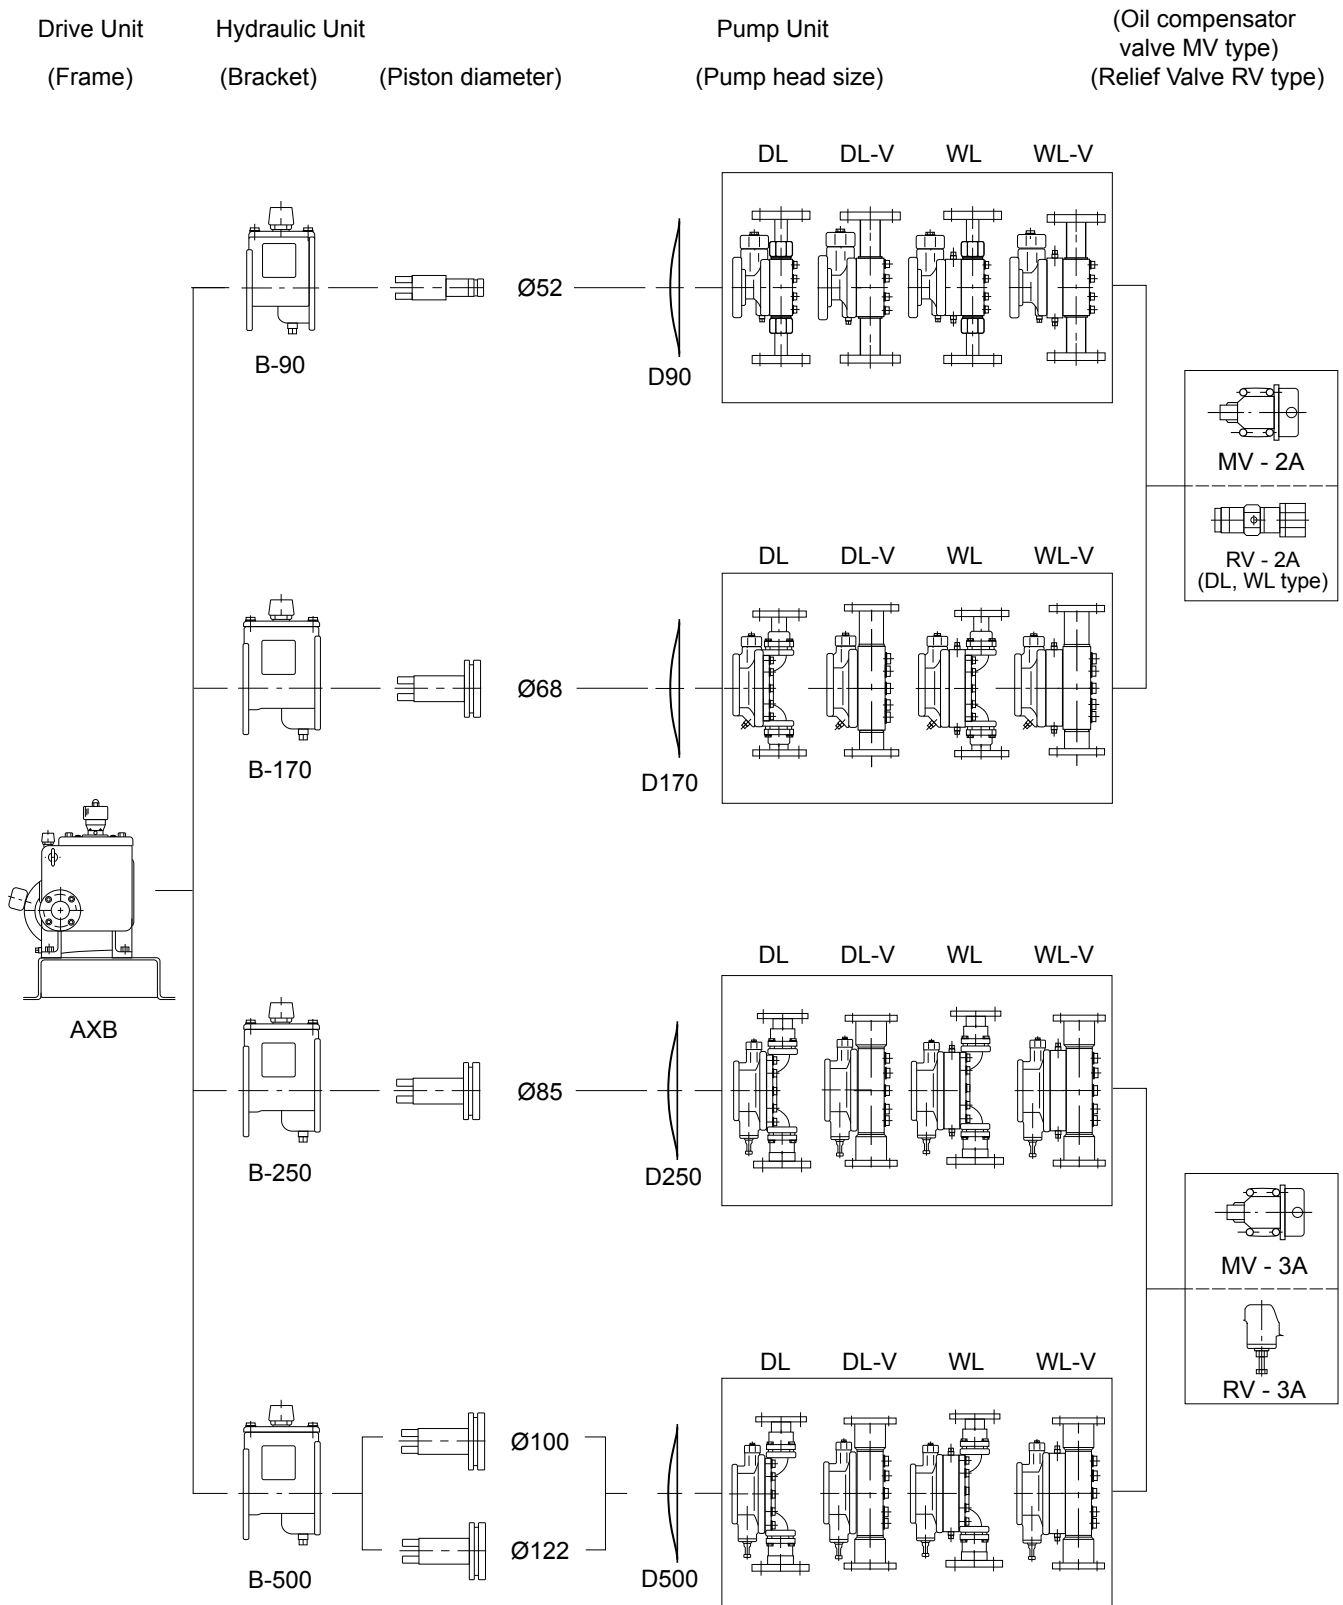 Drive Unit
Hydraulic Unit
Pump Unit
(Oil compensator
valve MV type)
(Frame)
(Bracket)
(Piston diameter)
(Pump head size)
(Relief Valve RV type)
DL DL-V WL WL-V
Ø52
B-90
D90
MV - 2A
RV - 2A
(DL, WL type)
DL DL-V WL WL-V
Ø68
B-170
D170
AXB
DL DL-V WL WL-V
Ø85
B-250
D250
MV - 3A
RV - 3A
DL DL-V WL WL-V
Ø100
Ø122
B-500
D500